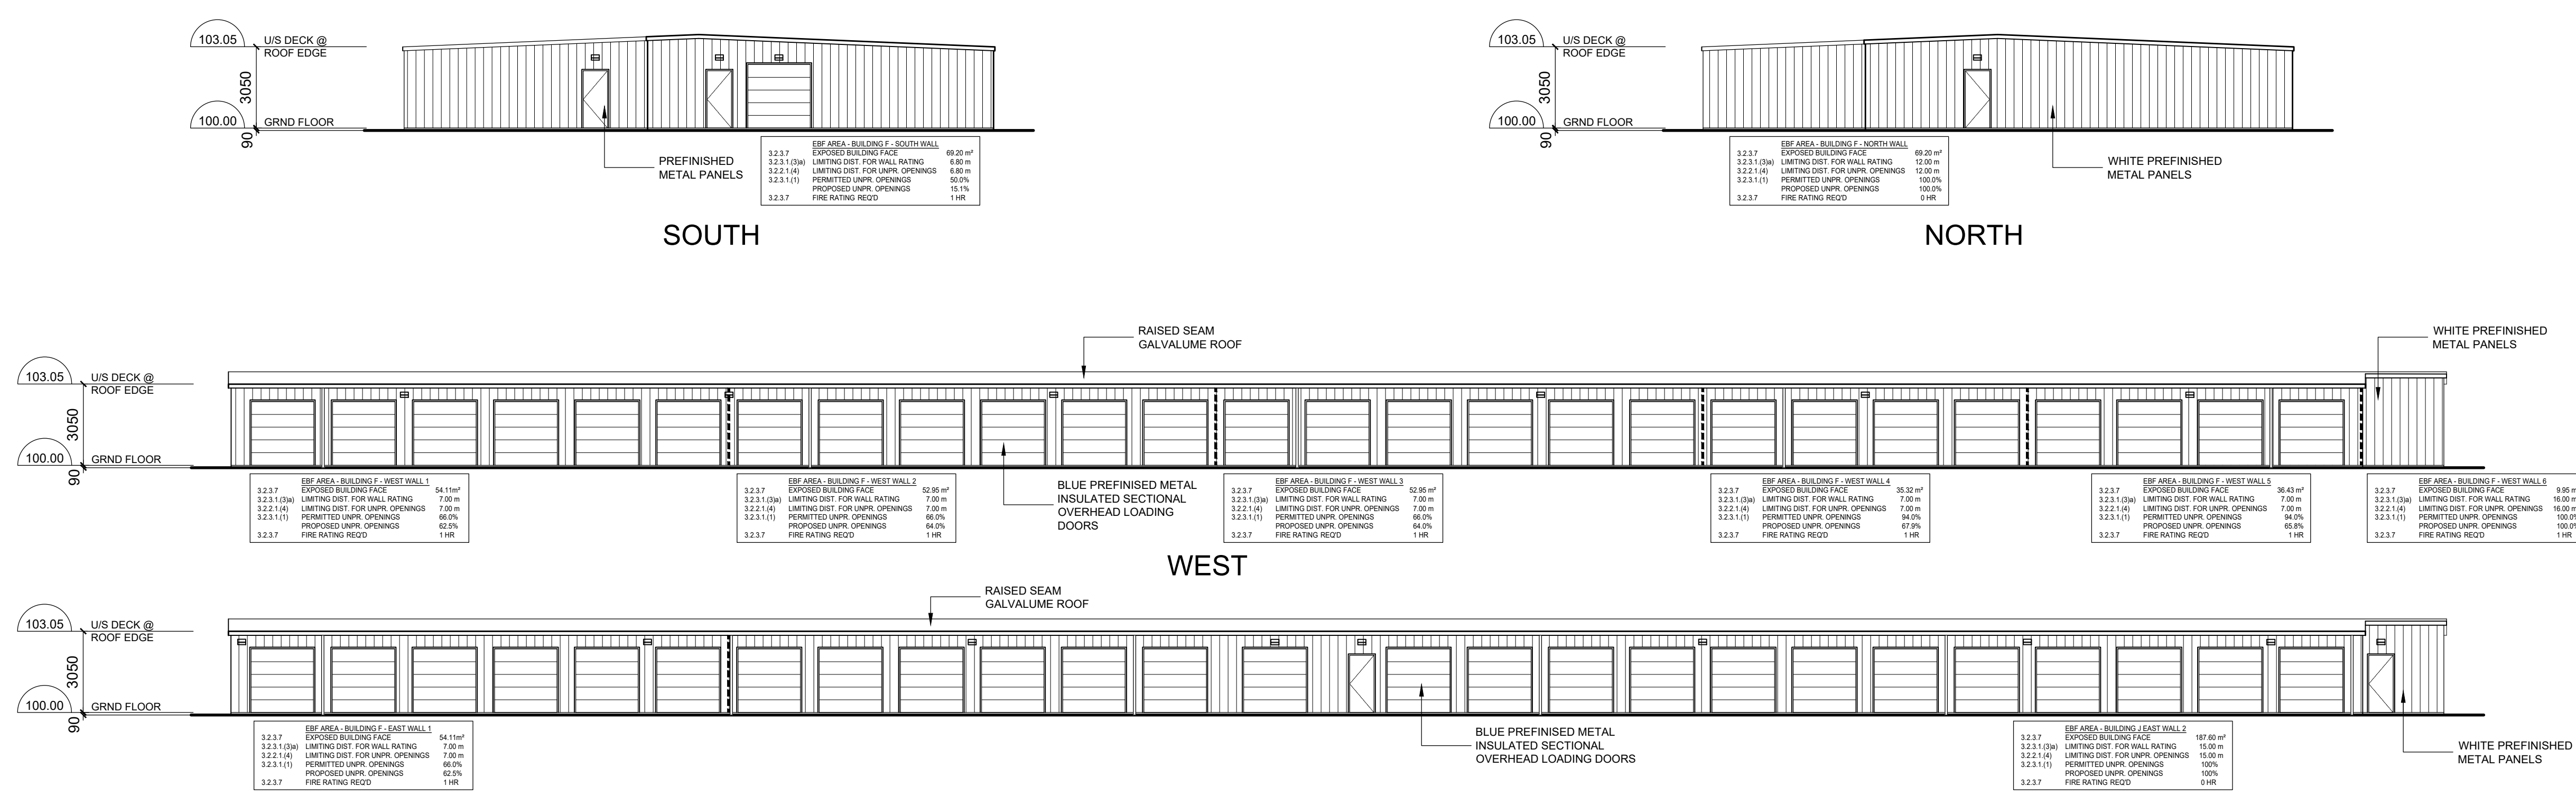 103.05
U/S DECK @
ROOF EDGE
3050
100.00
GRND FLOOR
90
PREFINISHED
METAL PANELS
EBF AREA - BUILDING F - SOUTH WALL
3.2.3.7 EXPOSED BUILDING FACE 69.20 m²
3.2.3.1.(3)a) LIMITING DIST. FOR WALL RATING 6.80 m
3.2.2.1.(4) LIMITING DIST. FOR UNPR. OPENINGS 6.80 m
3.2.3.1.(1) PERMITTED UNPR. OPENINGS 50.0%
PROPOSED UNPR. OPENINGS 15.1%
3.2.3.7 FIRE RATING REQ'D 1 HR
SOUTH
103.05
U/S DECK @
ROOF EDGE
3050
100.00
GRND FLOOR
90
EBF AREA - BUILDING F - NORTH WALL
3.2.3.7 EXPOSED BUILDING FACE 69.20 m²
3.2.3.1.(3)a) LIMITING DIST. FOR WALL RATING 12.00 m
3.2.2.1.(4) LIMITING DIST. FOR UNPR. OPENINGS 12.00 m
3.2.3.1.(1) PERMITTED UNPR. OPENINGS 100.0%
PROPOSED UNPR. OPENINGS 100.0%
3.2.3.7 FIRE RATING REQ'D 0 HR
WHITE PREFINISHED
METAL PANELS
NORTH
RAISED SEAM
GALVALUME ROOF
WHITE PREFINISHED
METAL PANELS
103.05
U/S DECK @
ROOF EDGE
3050
100.00
GRND FLOOR
90
EBF AREA - BUILDING F - WEST WALL 1
3.2.3.7 EXPOSED BUILDING FACE 54.11m²
3.2.3.1.(3)a) LIMITING DIST. FOR WALL RATING 7.00 m
3.2.2.1.(4) LIMITING DIST. FOR UNPR. OPENINGS 7.00 m
3.2.3.1.(1) PERMITTED UNPR. OPENINGS 66.0%
PROPOSED UNPR. OPENINGS 62.5%
3.2.3.7 FIRE RATING REQ'D 1 HR
EBF AREA - BUILDING F - WEST WALL 2
3.2.3.7 EXPOSED BUILDING FACE 52.95 m²
3.2.3.1.(3)a) LIMITING DIST. FOR WALL RATING 7.00 m
3.2.2.1.(4) LIMITING DIST. FOR UNPR. OPENINGS 7.00 m
3.2.3.1.(1) PERMITTED UNPR. OPENINGS 66.0%
PROPOSED UNPR. OPENINGS 64.0%
3.2.3.7 FIRE RATING REQ'D 1 HR
BLUE PREFINISED METAL
INSULATED SECTIONAL
OVERHEAD LOADING
DOORS
EBF AREA - BUILDING F - WEST WALL 3
3.2.3.7 EXPOSED BUILDING FACE 52.95 m²
3.2.3.1.(3)a) LIMITING DIST. FOR WALL RATING 7.00 m
3.2.2.1.(4) LIMITING DIST. FOR UNPR. OPENINGS 7.00 m
3.2.3.1.(1) PERMITTED UNPR. OPENINGS 66.0%
PROPOSED UNPR. OPENINGS 64.0%
3.2.3.7 FIRE RATING REQ'D 1 HR
EBF AREA - BUILDING F - WEST WALL 4
3.2.3.7 EXPOSED BUILDING FACE 35.32 m²
3.2.3.1.(3)a) LIMITING DIST. FOR WALL RATING 7.00 m
3.2.2.1.(4) LIMITING DIST. FOR UNPR. OPENINGS 7.00 m
3.2.3.1.(1) PERMITTED UNPR. OPENINGS 94.0%
PROPOSED UNPR. OPENINGS 67.9%
3.2.3.7 FIRE RATING REQ'D 1 HR
EBF AREA - BUILDING F - WEST WALL 5
3.2.3.7 EXPOSED BUILDING FACE 36.43 m²
3.2.3.1.(3)a) LIMITING DIST. FOR WALL RATING 7.00 m
3.2.2.1.(4) LIMITING DIST. FOR UNPR. OPENINGS 7.00 m
3.2.3.1.(1) PERMITTED UNPR. OPENINGS 94.0%
PROPOSED UNPR. OPENINGS 65.8%
3.2.3.7 FIRE RATING REQ'D 1 HR
EBF AREA - BUILDING F - WEST WALL 6
3.2.3.7 EXPOSED BUILDING FACE 9.95 m
3.2.3.1.(3)a) LIMITING DIST. FOR WALL RATING 16.00 m
3.2.2.1.(4) LIMITING DIST. FOR UNPR. OPENINGS 16.00 m
3.2.3.1.(1) PERMITTED UNPR. OPENINGS 100.0%
PROPOSED UNPR. OPENINGS 100.0%
3.2.3.7 FIRE RATING REQ'D 1 HR
WEST
RAISED SEAM
GALVALUME ROOF
103.05
U/S DECK @
ROOF EDGE
3050
100.00
GRND FLOOR
90
EBF AREA - BUILDING F - EAST WALL 1
3.2.3.7 EXPOSED BUILDING FACE 54.11m²
3.2.3.1.(3)a) LIMITING DIST. FOR WALL RATING 7.00 m
3.2.2.1.(4) LIMITING DIST. FOR UNPR. OPENINGS 7.00 m
3.2.3.1.(1) PERMITTED UNPR. OPENINGS 66.0%
PROPOSED UNPR. OPENINGS 62.5%
3.2.3.7 FIRE RATING REQ'D 1 HR
BLUE PREFINISED METAL
INSULATED SECTIONAL
OVERHEAD LOADING DOORS
EBF AREA - BUILDING J EAST WALL 2
3.2.3.7 EXPOSED BUILDING FACE 187.60 m²
3.2.3.1.(3)a) LIMITING DIST. FOR WALL RATING 15.00 m
3.2.2.1.(4) LIMITING DIST. FOR UNPR. OPENINGS 15.00 m
3.2.3.1.(1) PERMITTED UNPR. OPENINGS 100%
PROPOSED UNPR. OPENINGS 100%
3.2.3.7 FIRE RATING REQ'D 0 HR
WHITE PREFINISHED
METAL PANELS